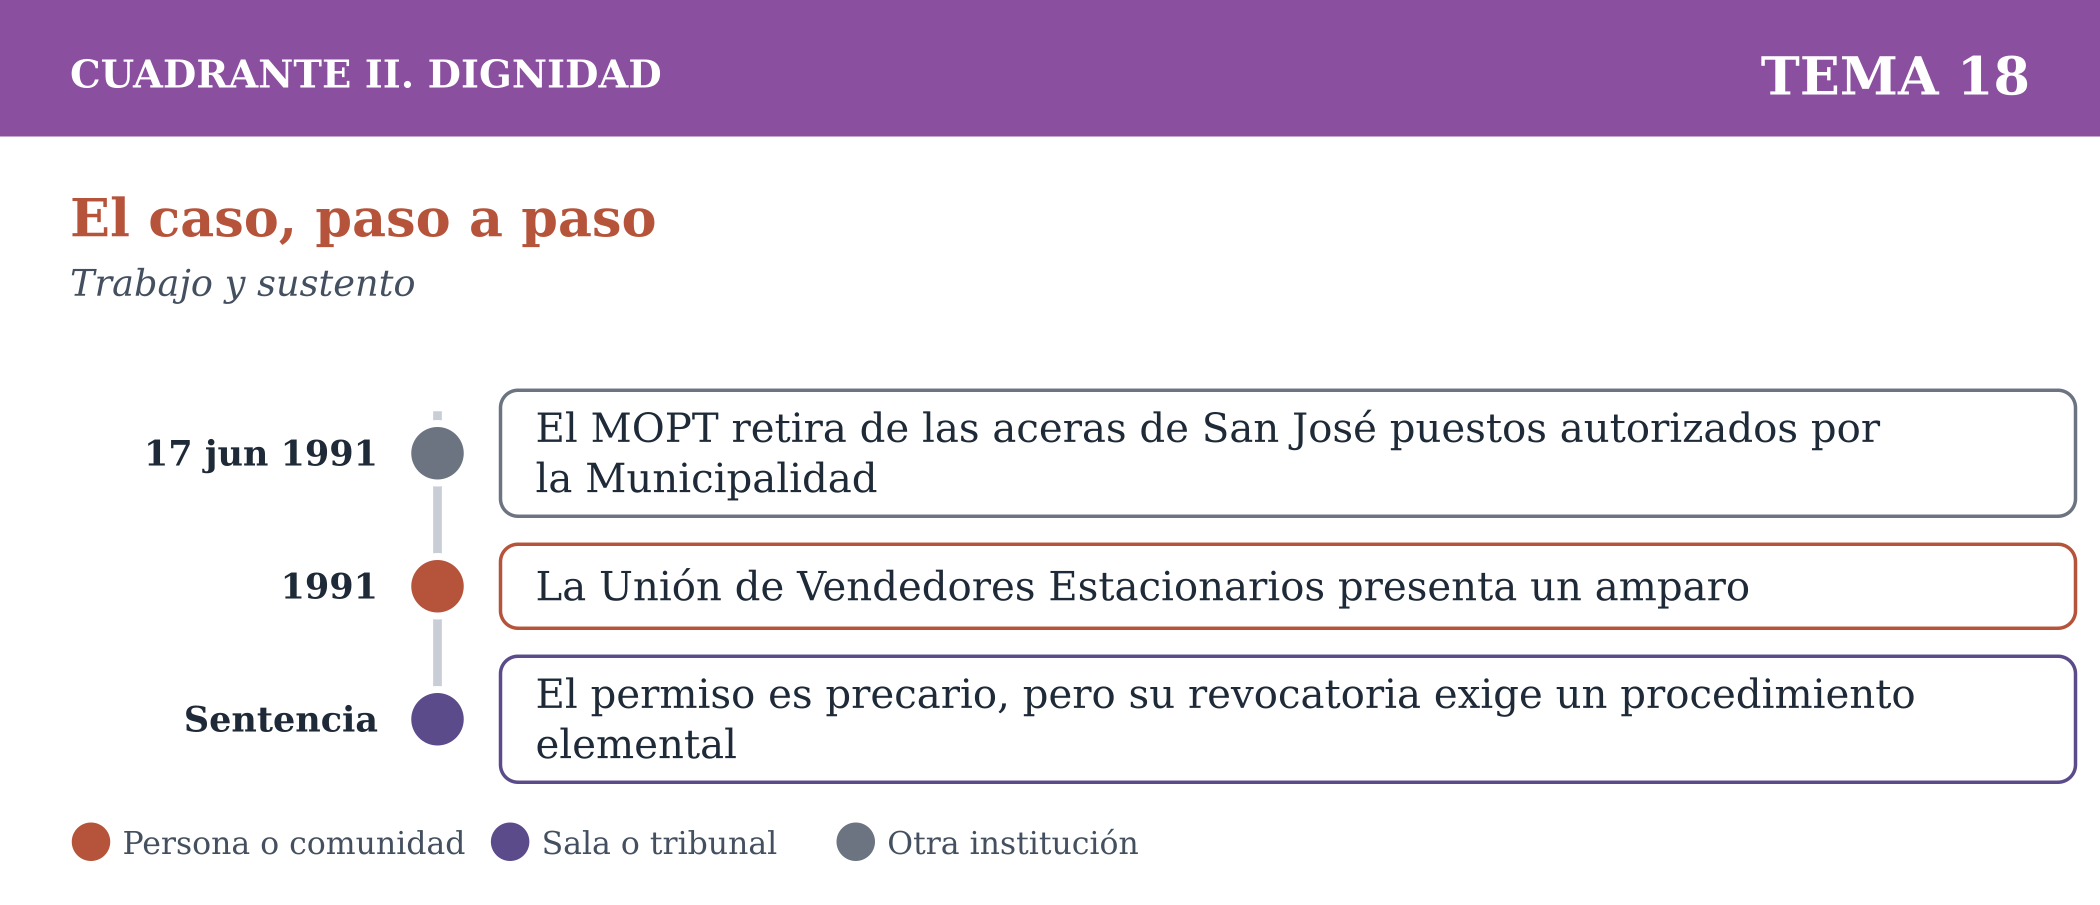 CUADRANTE II. DIGNIDAD
TEMA 18
El caso, paso a paso
Trabajo y sustento
17 jun 1991
El MOPT retira de las aceras de San José puestos autorizados por
la Municipalidad
1991
La Unión de Vendedores Estacionarios presenta un amparo
Sentencia
El permiso es precario, pero su revocatoria exige un procedimiento
elemental
Persona o comunidad
Sala o tribunal
Otra institución